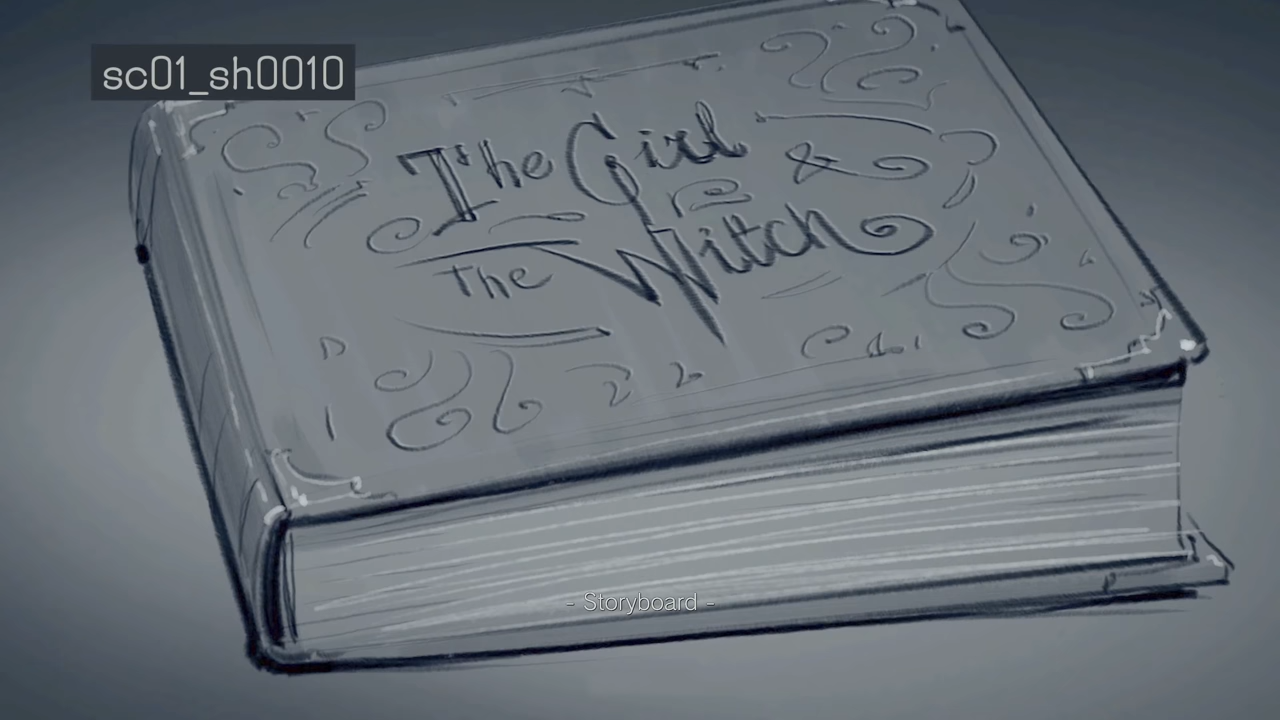 sc01_sh0010
The Girl &
The Witch
- Storyboard -